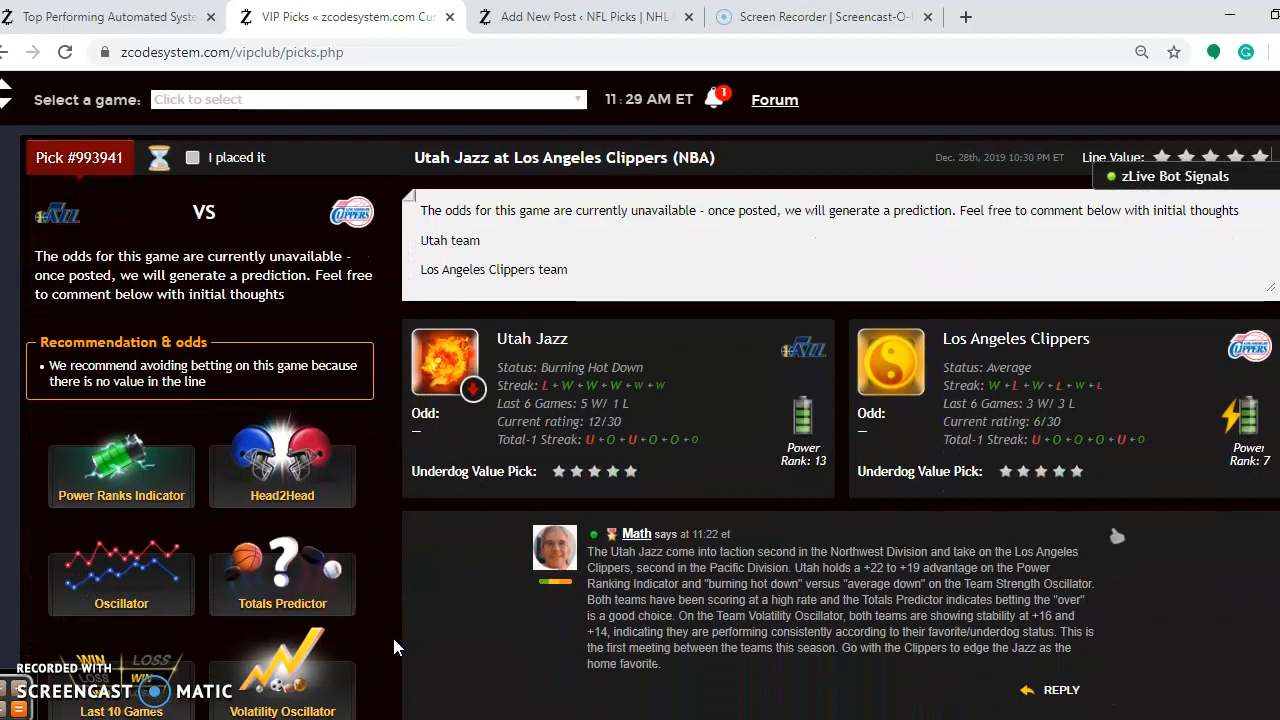 Top Performing Automated Syste
VIP Picks « zcodesystem.com Cus
Add New Post ‹ NFL Picks | NHL
Screen Recorder | Screencast-O-
zcodesystem.com/vipclub/picks.php
Select a game:
Click to select
11:29 AM ET
1
Forum
Pick #993941
I placed it
Utah Jazz at Los Angeles Clippers (NBA)
Dec. 28th, 2019 10:30 PM ET
Line Value:
zLive Bot Signals
VS
CLIPPERS
The odds for this game are currently unavailable -
once posted, we will generate a prediction. Feel free
to comment below with initial thoughts
The odds for this game are currently unavailable - once posted, we will generate a prediction. Feel free to comment below with initial thoughts
Utah team
Los Angeles Clippers team
Recommendation & odds
• We recommend avoiding betting on this game because
there is no value in the line
Power Ranks Indicator
Head2Head
Oscillator
Totals Predictor
WIN LOSS
LOSS WIN
Last 10 Games
Volatility Oscillator
Utah Jazz
Status: Burning Hot Down
Streak: L + W + W + W + W + W
Last 6 Games: 5 W/ 1 L
Current rating: 12/30
Total-1 Streak: U + O + U + O + O + O
Odd:
—
Power
Rank: 13
Underdog Value Pick:
Los Angeles Clippers
Status: Average
Streak: W + L + W + L + W + L
Last 6 Games: 3 W/ 3 L
Current rating: 6/30
Total-1 Streak: U + O + O + O + U + O
Odd:
—
Power
Rank: 7
Underdog Value Pick:
Math says at 11:22 et
The Utah Jazz come into taction second in the Northwest Division and take on the Los Angeles
Clippers, second in the Pacific Division. Utah holds a +22 to +19 advantage on the Power
Ranking Indicator and "burning hot down" versus "average down" on the Team Strength Oscillator.
Both teams have been scoring at a high rate and the Totals Predictor indicates betting the "over"
is a good choice. On the Team Volatility Oscillator, both teams are showing stability at +16 and
+14, indicating they are performing consistently according to their favorite/underdog status. This is
the first meeting between the teams this season. Go with the Clippers to edge the Jazz as the
home favorite.
REPLY
RECORDED WITH
SCREENCAST MATIC